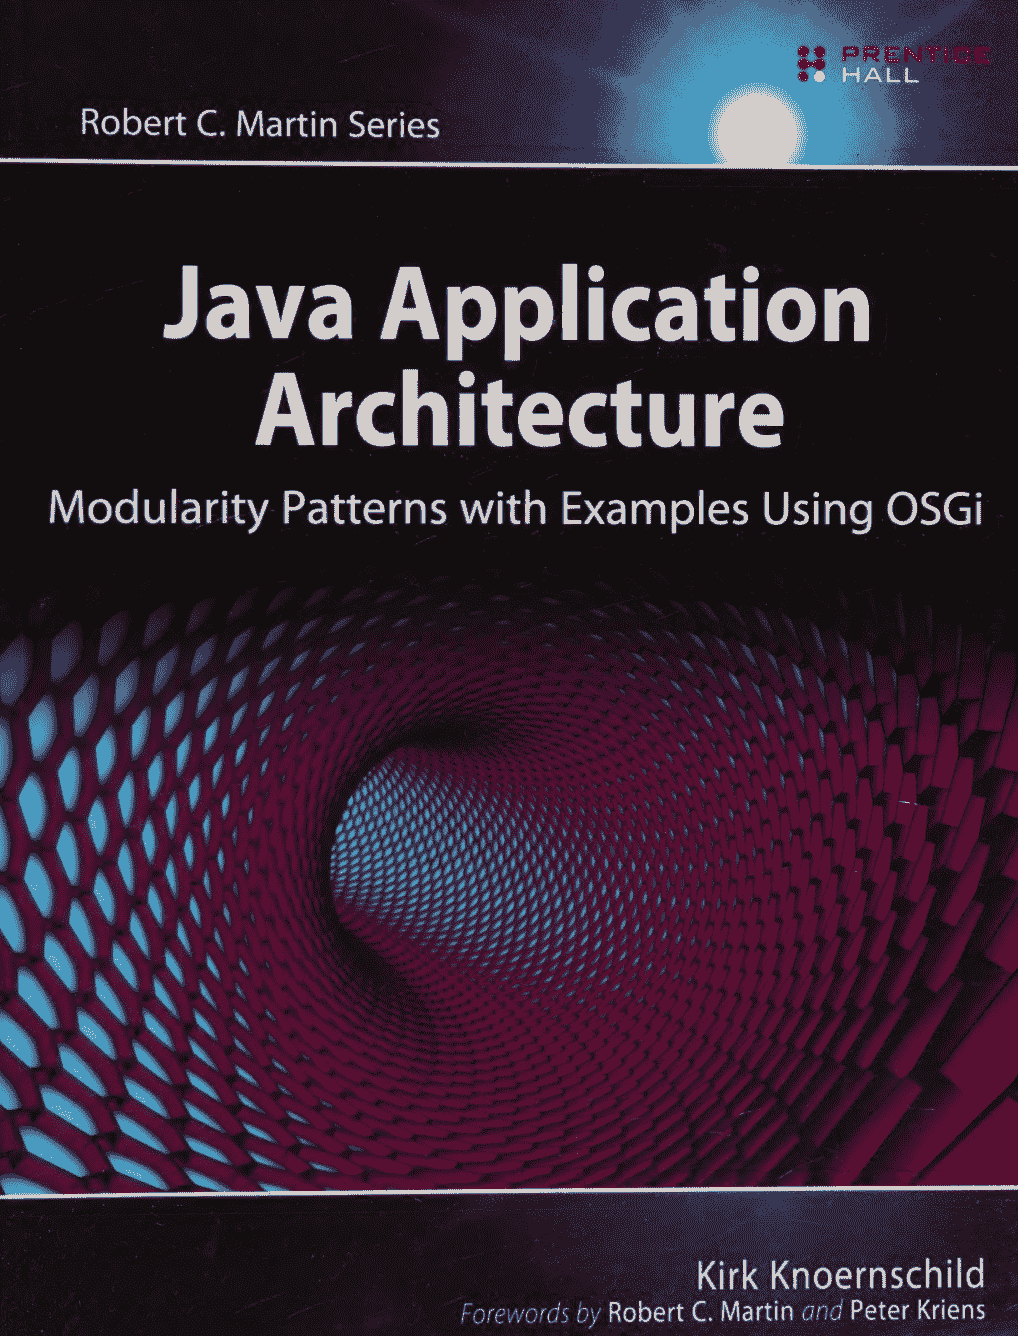 PRENTICE
HALL
Robert C. Martin Series
Java Application
Architecture
Modularity Patterns with Examples Using OSGi
Kirk Knoernschild
Forewords by Robert C. Martin and Peter Kriens